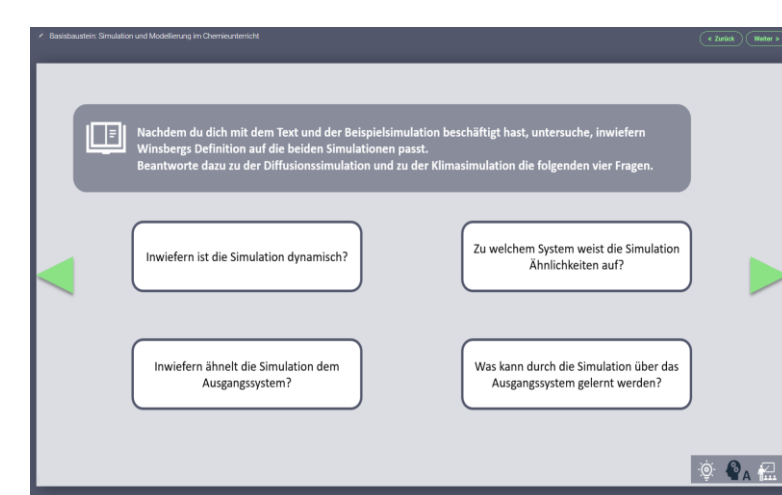 Basisbaustein: Simulation und Modellierung im Chemieunterricht
« Zurück
Weiter »
Nachdem du dich mit dem Text und der Beispielsimulation beschäftigt hast, untersuche, inwiefern
Winsbergs Definition auf die beiden Simulationen passt.
Beantworte dazu zu der Diffusionssimulation und zu der Klimasimulation die folgenden vier Fragen.
Inwiefern ist die Simulation dynamisch?
Zu welchem System weist die Simulation
Ähnlichkeiten auf?
Inwiefern ähnelt die Simulation dem
Ausgangssystem?
Was kann durch die Simulation über das
Ausgangssystem gelernt werden?
A